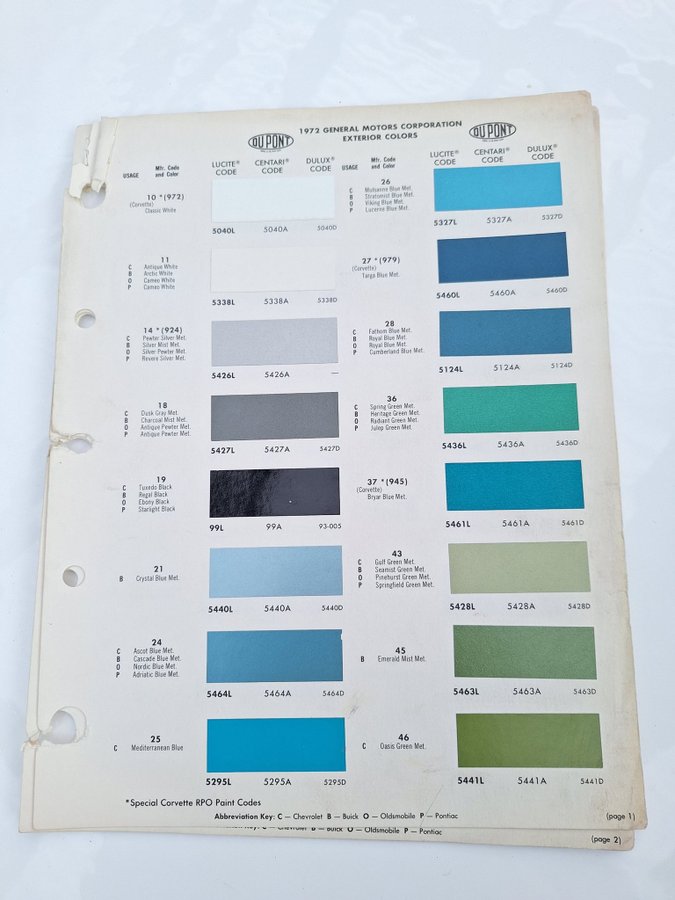 1972 GENERAL MOTORS CORPORATION
EXTERIOR COLORS
DU PONT
DU PONT
USAGE Mfr. Code and Color LUCITE® CODE CENTARI® CODE DULUX® CODE
10 *(972)
(Corvette)
Classic White
5040L 5040A 5040D
11
C Antique White
B Arctic White
O Cameo White
P Cameo White
5338L 5338A 5338D
14 *(924)
C Pewter Silver Met.
B Silver Mist Met.
O Silver Pewter Met.
P Revere Silver Met.
5426L 5426A —
18
C Dusk Gray Met.
B Charcoal Mist Met.
O Antique Pewter Met.
P Antique Pewter Met.
5427L 5427A 5427D
19
C Tuxedo Black
B Regal Black
O Ebony Black
P Starlight Black
99L 99A 93-005
21
B Crystal Blue Met.
5440L 5440A 5440D
24
C Ascot Blue Met.
B Cascade Blue Met.
O Nordic Blue Met.
P Adriatic Blue Met.
5464L 5464A 5464D
25
C Mediterranean Blue
5295L 5295A 5295D
USAGE Mfr. Code and Color LUCITE® CODE CENTARI® CODE DULUX® CODE
26
C Mulsanne Blue Met.
B Stratomist Blue Met.
O Viking Blue Met.
P Lucerne Blue Met.
5327L 5327A 5327D
27 *(979)
(Corvette)
Targa Blue Met.
5460L 5460A 5460D
28
C Fathom Blue Met.
B Royal Blue Met.
O Royal Blue Met.
P Cumberland Blue Met.
5124L 5124A 5124D
36
C Spring Green Met.
B Heritage Green Met.
O Radiant Green Met.
P Julep Green Met.
5436L 5436A 5436D
37 *(945)
(Corvette)
Bryar Blue Met.
5461L 5461A 5461D
43
C Gulf Green Met.
B Seamist Green Met.
O Pinehurst Green Met.
P Springfield Green Met.
5428L 5428A 5428D
45
B Emerald Mist Met.
5463L 5463A 5463D
46
C Oasis Green Met.
5441L 5441A 5441D
*Special Corvette RPO Paint Codes
Abbreviation Key: C — Chevrolet B — Buick O — Oldsmobile P — Pontiac
(page 1)
C — Chevrolet B — Buick O — Oldsmobile P — Pontiac
(page 2)